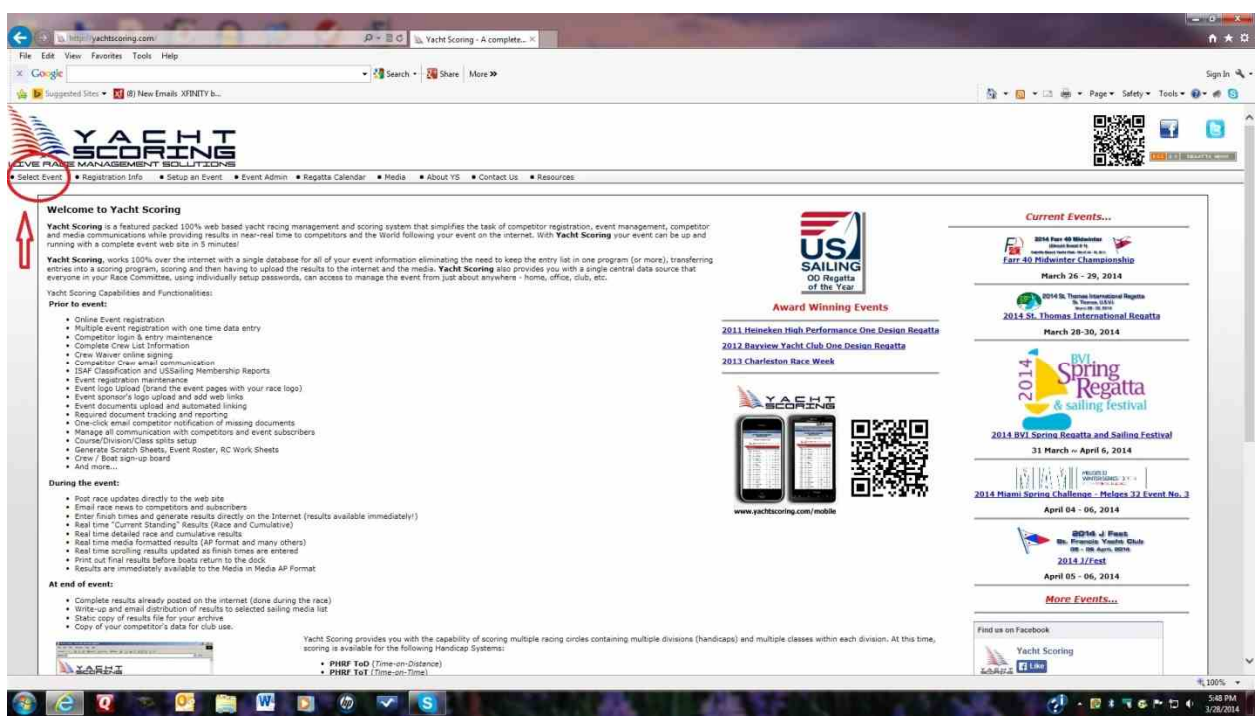 http://yachtscoring.com/
Yacht Scoring - A complete...
File Edit View Favorites Tools Help
Google
Search
Share
More »
Sign In
Suggested Sites
(8) New Emails XFINITY b...
Page
Safety
Tools
YACHT
SCORING
LIVE RACE MANAGEMENT SOLUTIONS
• Select Event • Registration Info • Setup an Event • Event Admin • Regatta Calendar • Media • About YS • Contact Us • Resources
Welcome to Yacht Scoring
Yacht Scoring is a featured packed 100% web based yacht racing management and scoring system that simplifies the task of competitor registration, event management, competitor
and media communications while providing results in near-real time to competitors and the World following your event on the internet. With Yacht Scoring your event can be up and
running with a complete event web site in 5 minutes!
Yacht Scoring, works 100% over the internet with a single database for all of your event information eliminating the need to keep the entry list in one program (or more), transferring
entries into a scoring program, scoring and then having to upload the results to the internet and the media. Yacht Scoring also provides you with a single central data source that
everyone in your Race Committee, using individually setup passwords, can access to manage the event from just about anywhere - home, office, club, etc.
Yacht Scoring Capabilities and Functionalities:
Prior to event:
• Online Event registration
• Multiple event registration with one time data entry
• Competitor login & entry maintenance
• Complete Crew List Information
• Crew Waiver online signing
• Competitor Crew email communication
• ISAF Classification and USSailing Membership Reports
• Event registration maintenance
• Event logo Upload (brand the event pages with your race logo)
• Event sponsor's logo upload and add web links
• Event documents upload and automated linking
• Required document tracking and reporting
• One-click email competitor notification of missing documents
• Manage all communication with competitors and event subscribers
• Course/Division/Class splits setup
• Generate Scratch Sheets, Event Roster, RC Work Sheets
• Crew / Boat sign-up board
• And more...
During the event:
• Post race updates directly to the web site
• Email race news to competitors and subscribers
• Enter finish times and generate results directly on the Internet (results available immediately!)
• Real time "Current Standing" Results (Race and Cumulative)
• Real time detailed race and cumulative results
• Real time media formatted results (AP format and many others)
• Real time scrolling results updated as finish times are entered
• Print out final results before boats return to the dock
• Results are immediately available to the Media in Media AP Format
At end of event:
• Complete results already posted on the internet (done during the race)
• Write-up and email distribution of results to selected sailing media list
• Static copy of results file for your archive
• Copy of your competitor's data for club use.
YACHT
Yacht Scoring provides you with the capability of scoring multiple racing circles containing multiple divisions (handicaps) and multiple classes within each division. At this time,
scoring is available for the following Handicap Systems:
• PHRF ToD (Time-on-Distance)
• PHRF ToT (Time-on-Time)
US
SAILING
OD Regatta
of the Year
Award Winning Events
2011 Heineken High Performance One Design Regatta
2012 Bayview Yacht Club One Design Regatta
2013 Charleston Race Week
YACHT
SCORING
www.yachtscoring.com/mobile
Current Events...
2014 Farr 40 Midwinter
Farr 40 Midwinter Championship
March 26 - 29, 2014
2014 St. Thomas International Regatta
St. Thomas, U.S.V.I.
2014 St. Thomas International Regatta
March 28-30, 2014
2014
BVI
Spring
Regatta
& sailing festival
2014 BVI Spring Regatta and Sailing Festival
31 March ~ April 6, 2014
2014 Miami Spring Challenge - Melges 32 Event No. 3
April 04 - 06, 2014
2014 J Fest
St. Francis Yacht Club
05 - 06 April 2014
2014 J/Fest
April 05 - 06, 2014
More Events...
Find us on Facebook
Yacht Scoring
Like
100%
5:48 PM
3/28/2014